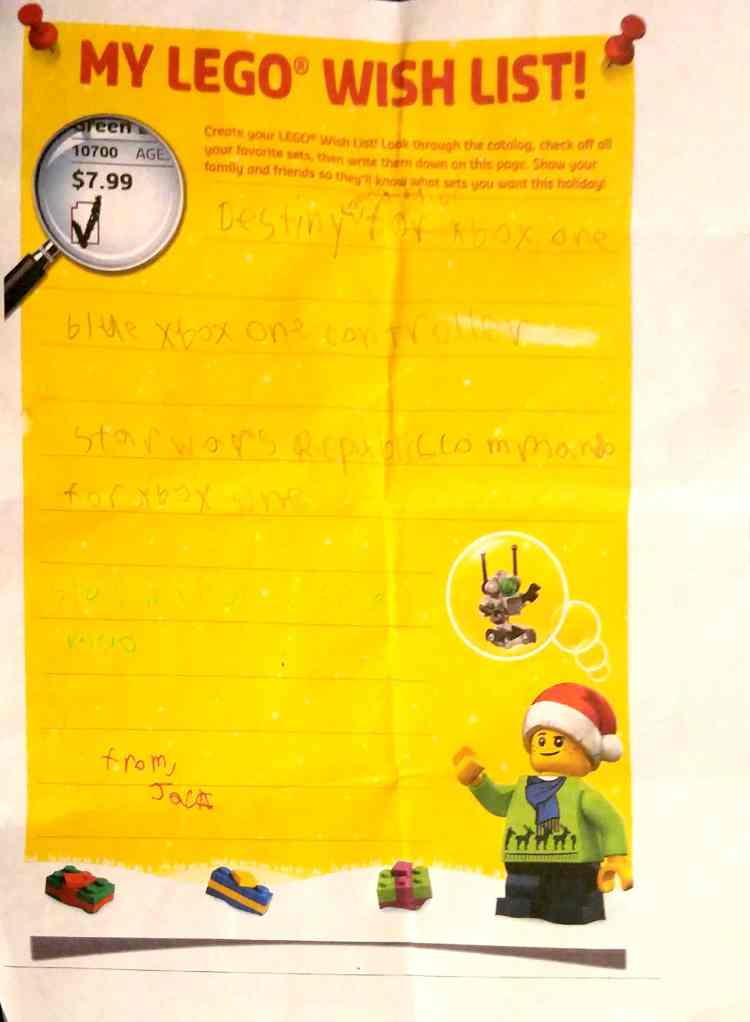 MY LEGO® WISH LIST!
Green
10700 AGE
$7.99
Create your LEGO® Wish List! Look through the catalog, check off all
your favorite sets, then write them down on this page. Show your
family and friends so they'll know what sets you want this holiday!
Destiny for xbox one
blue xbox one controller
star wars Republic commando
for xbox one
from,
Jack